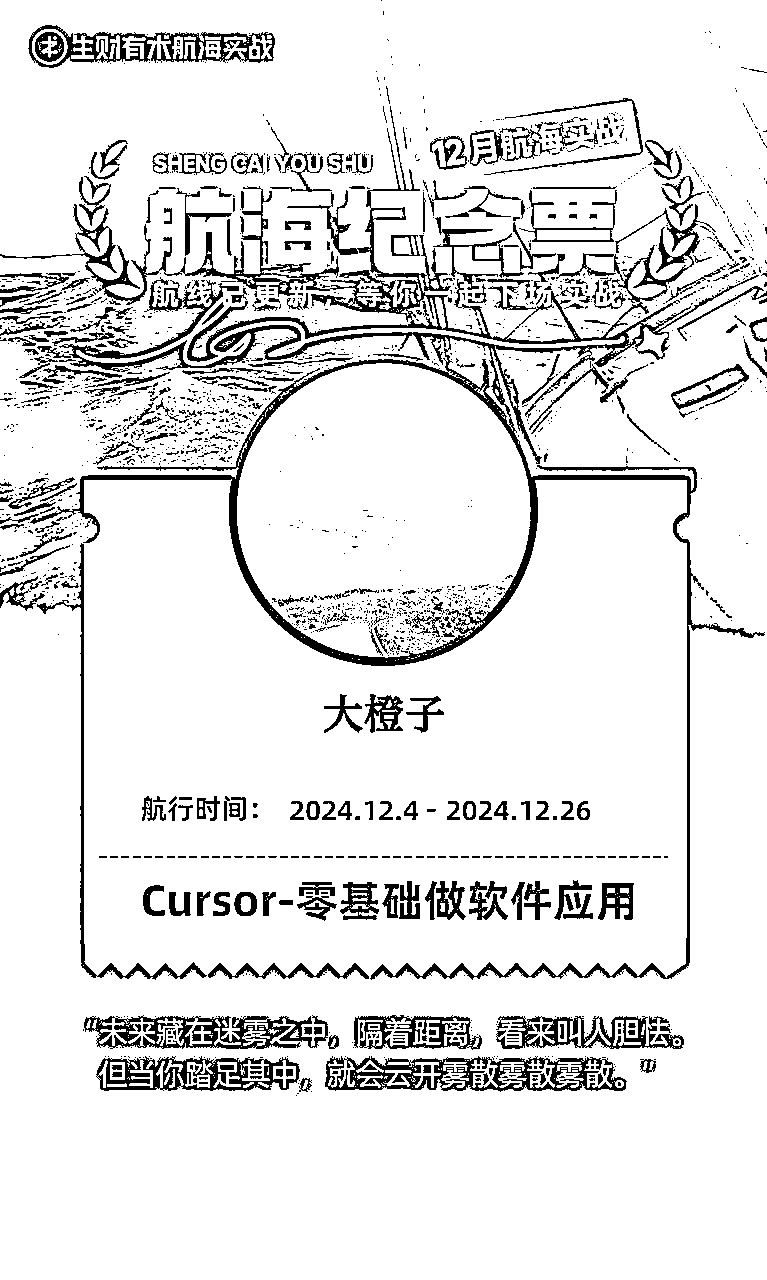 生财有术航海实战
SHENG CAI YOU SHU
12月航海实战
航海纪念票
航线已更新，等你一起下场实战
大橙子
航行时间： 2024.12.4 - 2024.12.26
Cursor-零基础做软件应用
"未来藏在迷雾之中，隔着距离，看来叫人胆怯。
但当你踏足其中，就会云开雾散雾散雾散。"